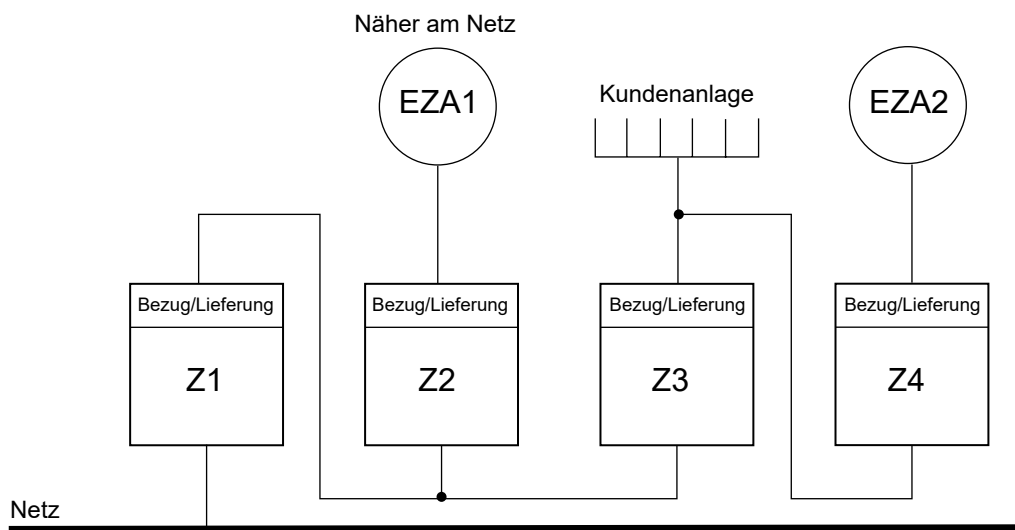 Näher am Netz
EZA1
Kundenanlage
EZA2
Bezug/Lieferung
Bezug/Lieferung
Bezug/Lieferung
Bezug/Lieferung
Z1
Z2
Z3
Z4
Netz